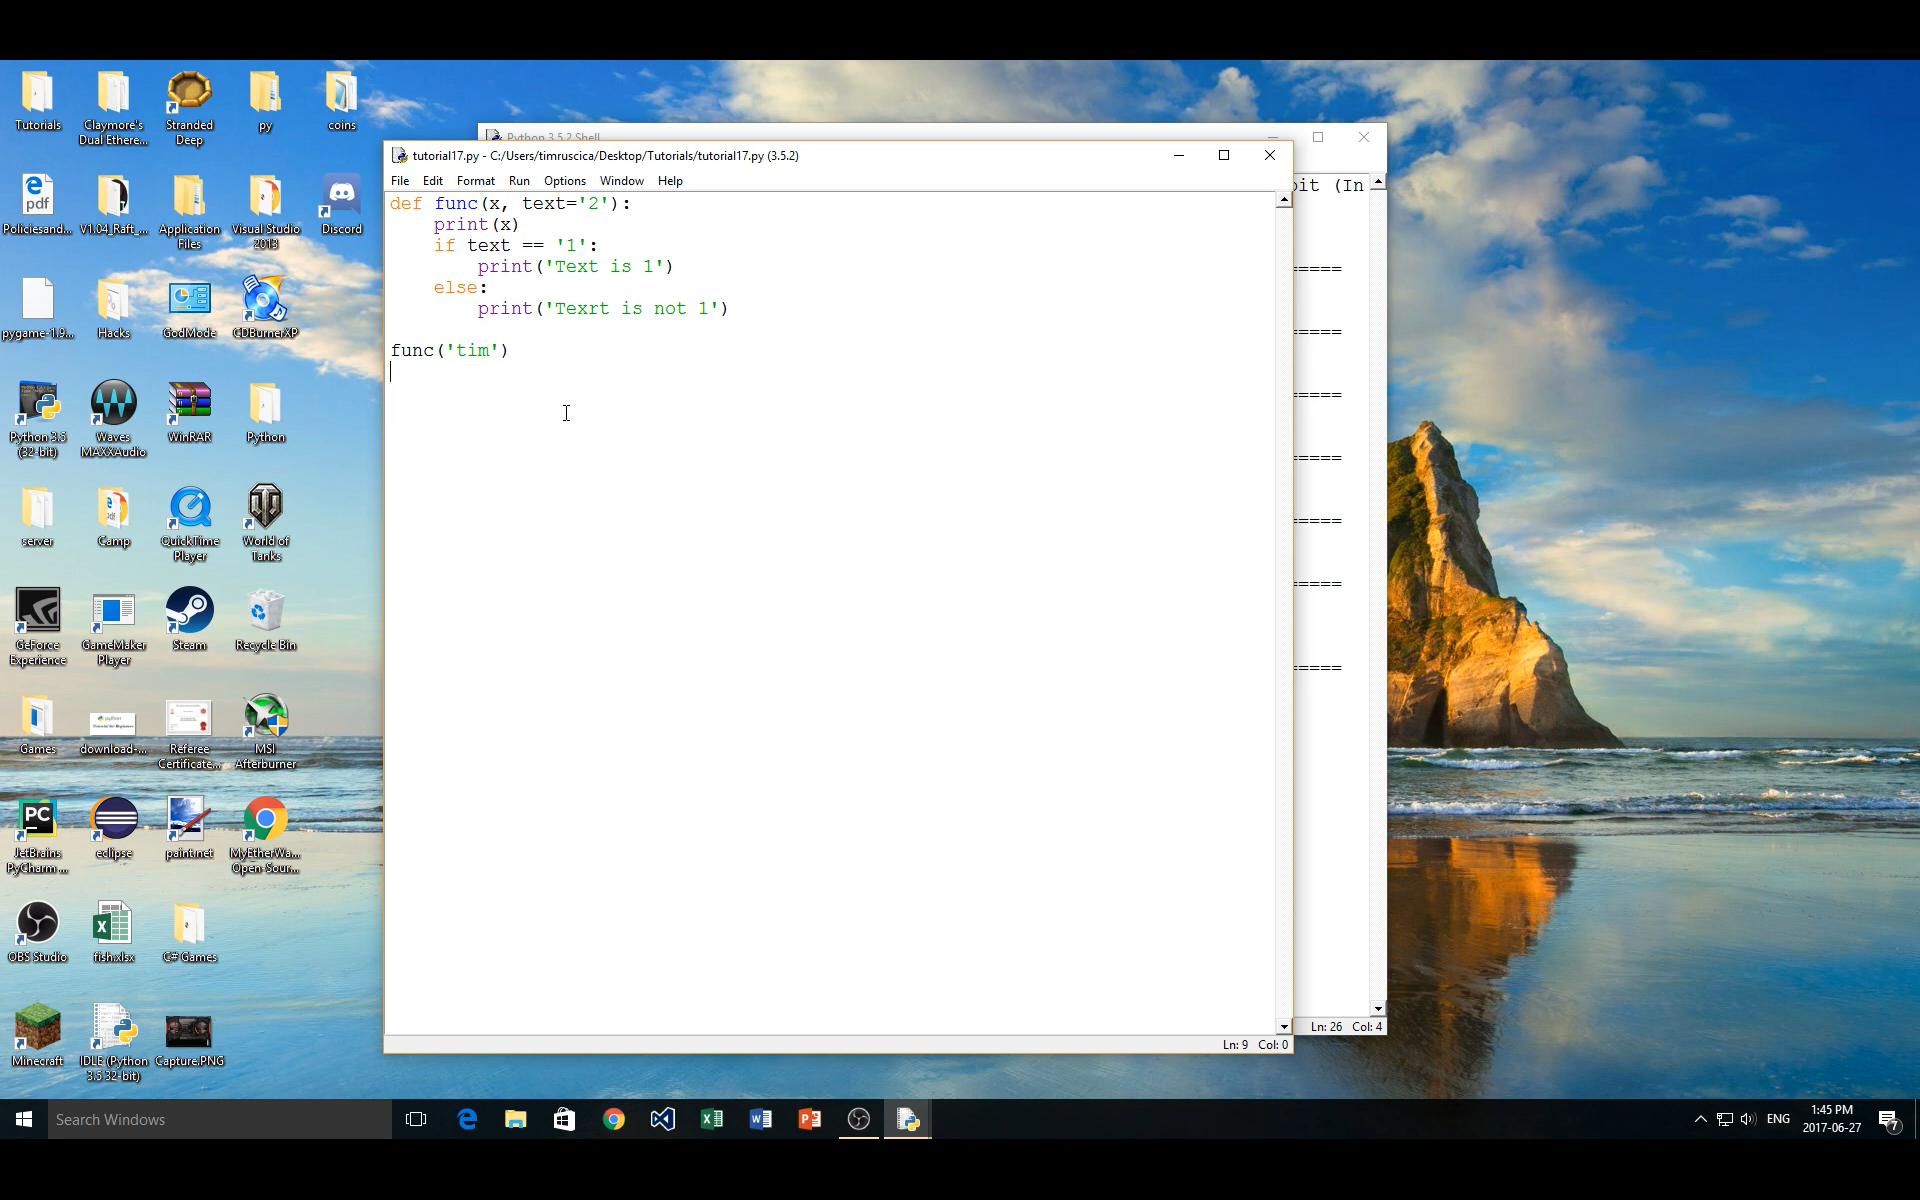 Tutorials
Claymore's
Dual Ethere...
Stranded
Deep
py
coins
Policiesand...
V1.04_Raft_...
Application
Files
Visual Studio
2013
Discord
pygame-1.9...
Hacks
GodMode
CDBurnerXP
Python 3.5
(32-bit)
Waves
MAXXAudio
WinRAR
Python
server
Camp
QuickTime
Player
World of
Tanks
GeForce
Experience
GameMaker
Player
Steam
Recycle Bin
Games
download-...
Referee
Certificate...
MSI
Afterburner
JetBrains
PyCharm ...
eclipse
paint.net
MyEtherWa...
Open-Sour...
OBS Studio
fish.xlsx
C# Games
Minecraft
IDLE (Python
3.5 32-bit)
Capture.PNG
Python 3.5.2 Shell
tutorial17.py - C:/Users/timruscica/Desktop/Tutorials/tutorial17.py (3.5.2)
File Edit Format Run Options Window Help
def func(x, text='2'):
    print(x)
    if text == '1':
        print('Text is 1')
    else:
        print('Texrt is not 1')
func('tim')
Ln: 9 Col: 0
bit (In
=====
=====
=====
=====
=====
=====
=====
Ln: 26 Col: 4
Search Windows
ENG
1:45 PM
2017-06-27
7